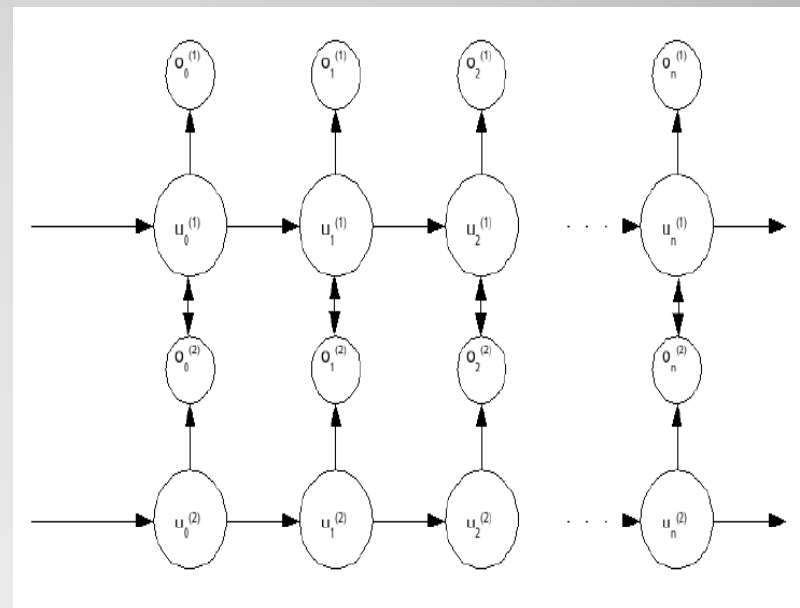 o₀⁽¹⁾ o₁⁽¹⁾ o₂⁽¹⁾ oₙ⁽¹⁾
u₀⁽¹⁾ u₁⁽¹⁾ u₂⁽¹⁾ . . . uₙ⁽¹⁾
o₀⁽²⁾ o₁⁽²⁾ o₂⁽²⁾ oₙ⁽²⁾
u₀⁽²⁾ u₁⁽²⁾ u₂⁽²⁾ . . . uₙ⁽²⁾